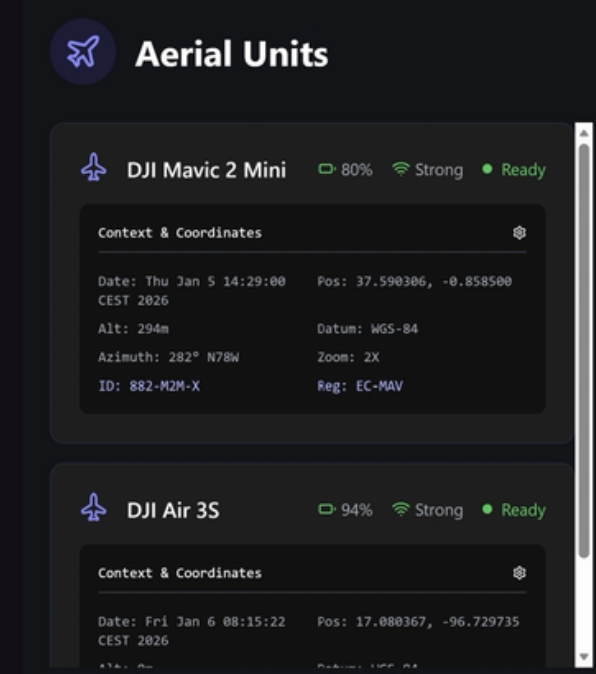 Aerial Units
DJI Mavic 2 Mini 80% Strong Ready
Context & Coordinates
Date: Thu Jan 5 14:29:00 Pos: 37.590306, -0.858500
CEST 2026
Alt: 294m Datum: WGS-84
Azimuth: 282° N78W Zoom: 2X
ID: 882-M2M-X Reg: EC-MAV
DJI Air 3S 94% Strong Ready
Context & Coordinates
Date: Fri Jan 6 08:15:22 Pos: 17.080367, -96.729735
CEST 2026